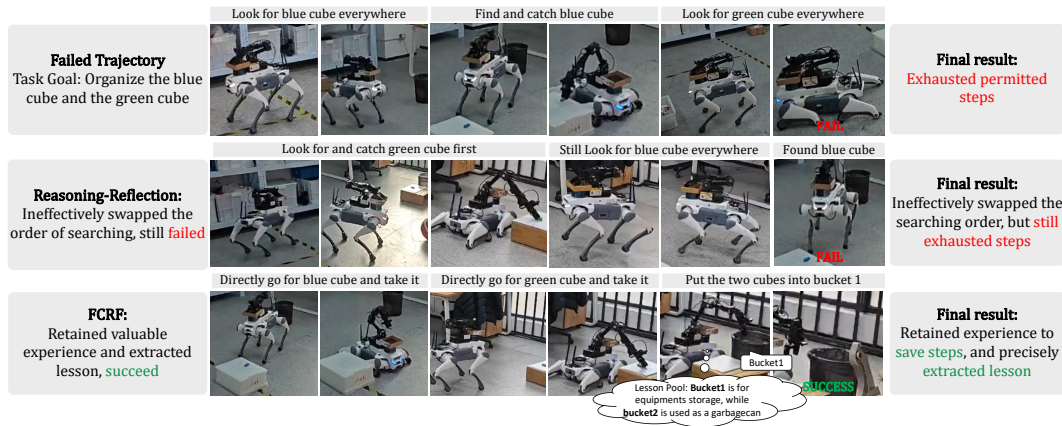 Look for blue cube everywhere
Find and catch blue cube
Look for green cube everywhere
Failed Trajectory
Task Goal: Organize the blue
cube and the green cube
FAIL
Final result:
Exhausted permitted
steps
Look for and catch green cube first
Still Look for blue cube everywhere
Found blue cube
Reasoning-Reflection:
Ineffectively swapped the
order of searching, still failed
FAIL
Final result:
Ineffectively swapped the
searching order, but still
exhausted steps
Directly go for blue cube and take it
Directly go for green cube and take it
Put the two cubes into bucket 1
FCRF:
Retained valuable
experience and extracted
lesson, succeed
Bucket1
Lesson Pool: Bucket1 is for
equipments storage, while
bucket2 is used as a garbagecan
SUCCESS
Final result:
Retained experience to
save steps, and precisely
extracted lesson